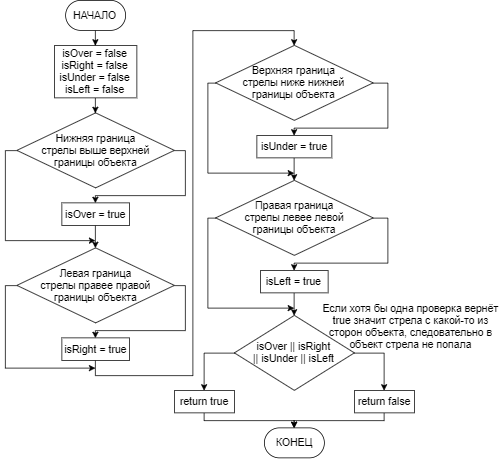 НАЧАЛО
isOver = false
isRight = false
isUnder = false
isLeft = false
Нижняя граница
стрелы выше верхней
границы объекта
isOver = true
Левая граница
стрелы правее правой
границы объекта
isRight = true
Верхняя граница
стрелы ниже нижней
границы объекта
isUnder = true
Правая граница
стрелы левее левой
границы объекта
isLeft = true
Если хотя бы одна проверка вернёт
true значит стрела с какой-то из
сторон объекта, следовательно в
объект стрела не попала
isOver || isRight
|| isUnder || isLeft
return true
return false
КОНЕЦ